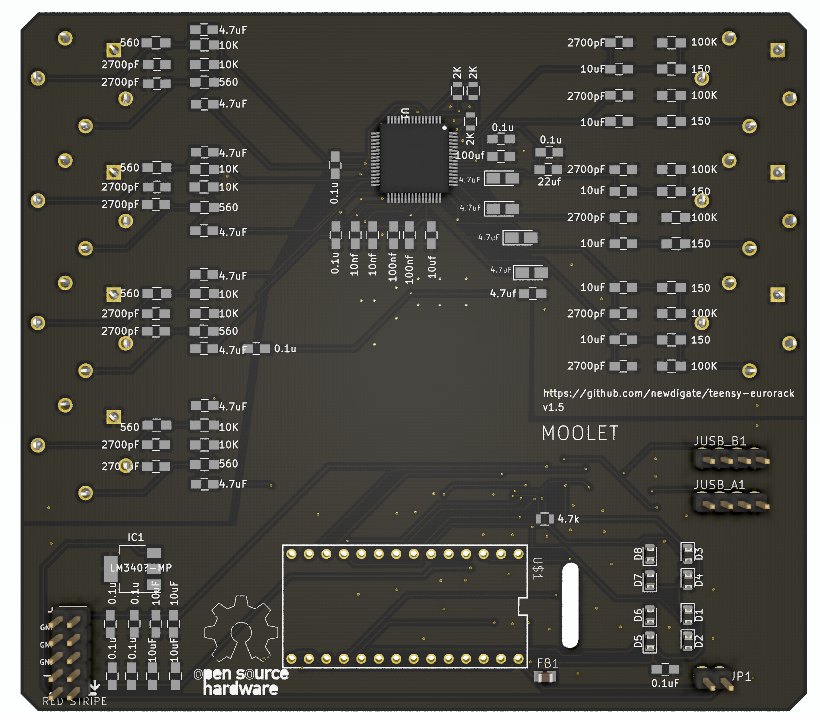 560 4.7uF
10K
2700pF
2700pF 560
4.7uF
4.7uF
560 10K
2700pF 10K
2700pF 560
4.7uF
4.7uF
560 10K
2700pF
2700pF 560
4.7uF 0.1u
4.7uF
560 10K
2700pF 10K
560
4.7uF
2K 2K
2K
0.1u
100µf
0.1u
22uf
4.7uF
4.7uF
4.7uF
4.7uF
4.7uf
0.1u
0.1u 10nf 10nf 100nf 100nf 10uf
2700pF 100K
10uF 150
2700pF 100K
10uF 150
2700pF 100K
10uF 150
2700pF 100K
10uF 150
10uF 150
2700pF 100K
10uF 150
2700pF 100K
https://github.com/newdigate/teensy-eurorack
v1.5
MOOLET
JUSB_B1
JUSB_A1
4.7k
U$1
D8 D3
D7 D4
D6 D1
D5 D2
FB1
0.1uF
JP1
IC1
LM340?-MP
0.1u 0.1u 10uF 10uF
0.1u 0.1u 10uF 10uF
GN
GN
GN
RED STRIPE
open source
hardware